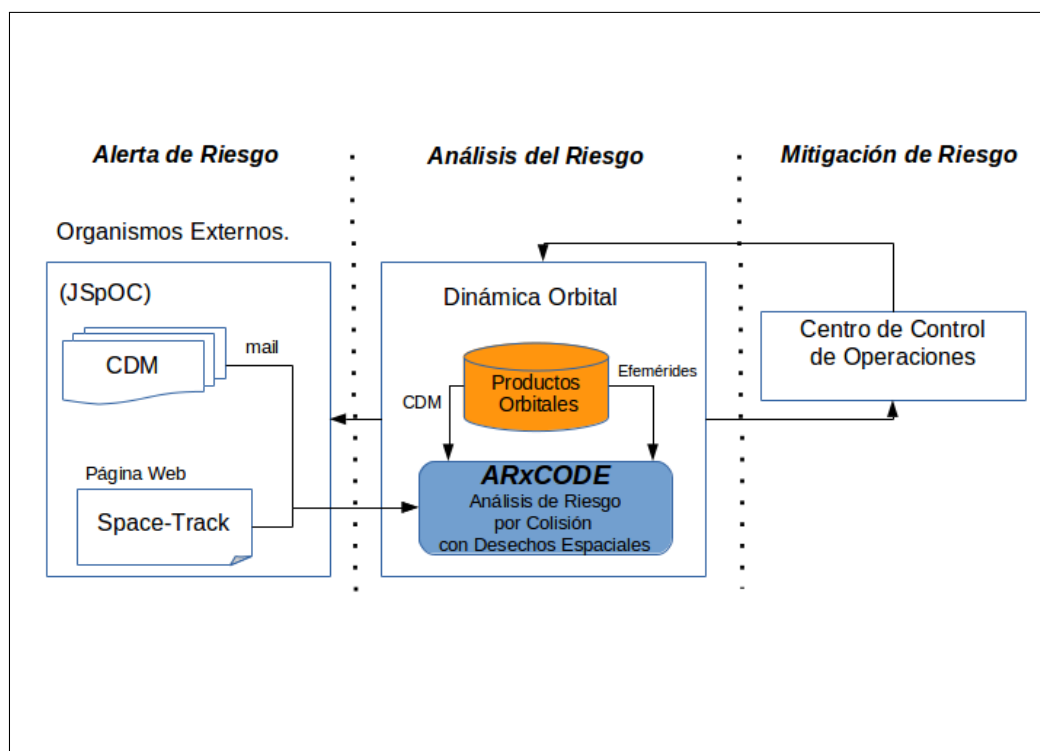 Alerta de Riesgo
Análisis del Riesgo
Mitigación de Riesgo
Organismos Externos.
(JSpOC)
CDM
mail
Página Web
Space-Track
Dinámica Orbital
Productos
Orbitales
CDM
Efemérides
ARxCODE
Análisis de Riesgo
por Colisión
con Desechos Espaciales
Centro de Control
de Operaciones